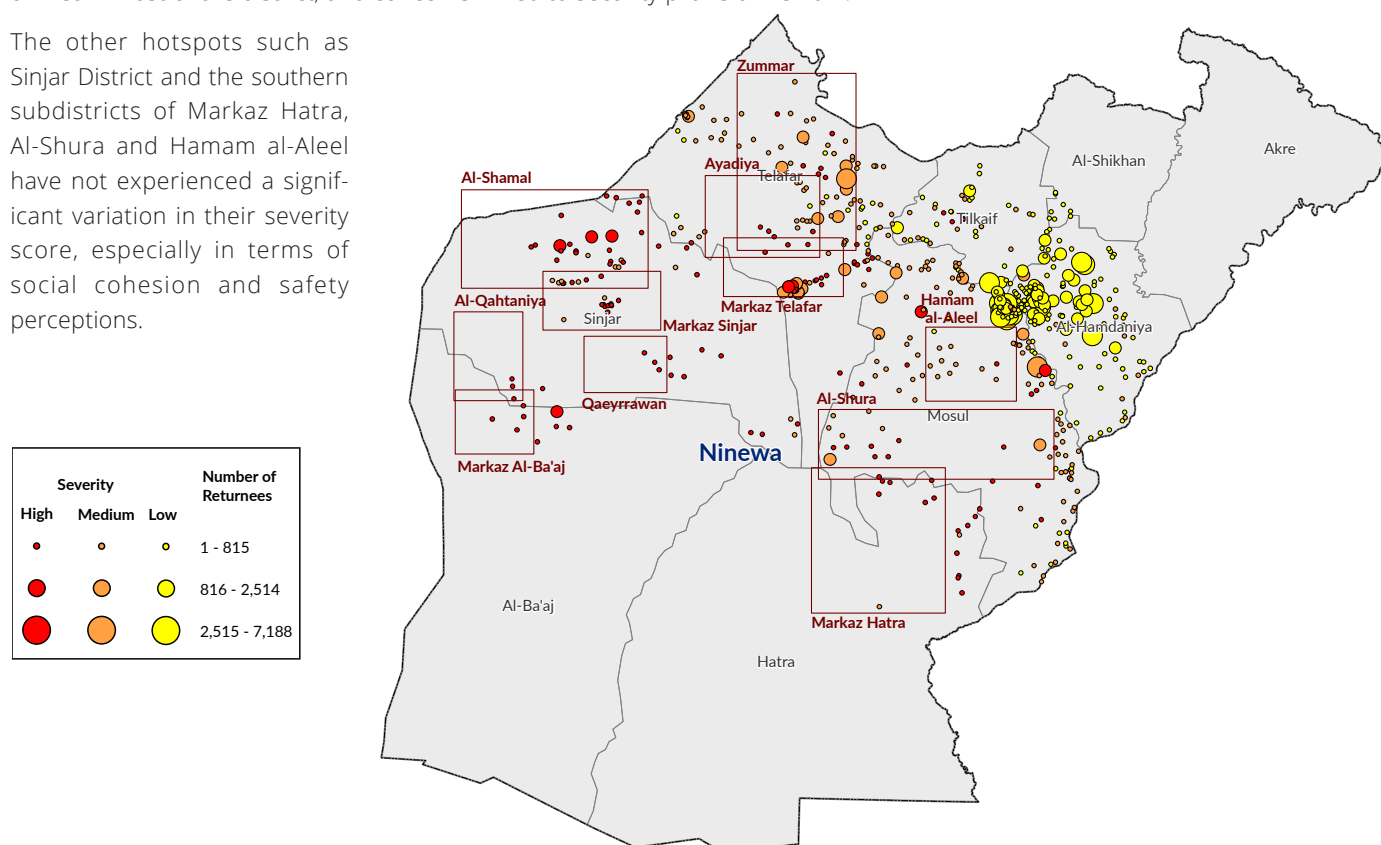 The other hotspots such as
Sinjar District and the southern
subdistricts of Markaz Hatra,
Al-Shura and Hamam al-Aleel
have not experienced a signif-
icant variation in their severity
score, especially in terms of
social cohesion and safety
perceptions.
Zummar
Ayadiya
Telafar
Al-Shikhan
Akre
Al-Shamal
Tilkaif
Al-Qahtaniya
Sinjar
Markaz Sinjar
Markaz Telafar
Hamam
al-Aleel
Al-Hamdaniya
Qaeyrrawan
Al-Shura
Mosul
Markaz Al-Ba'aj
Ninewa
Al-Ba'aj
Markaz Hatra
Hatra
Severity
Number of
Returnees
High Medium Low
1 - 815
816 - 2,514
2,515 - 7,188